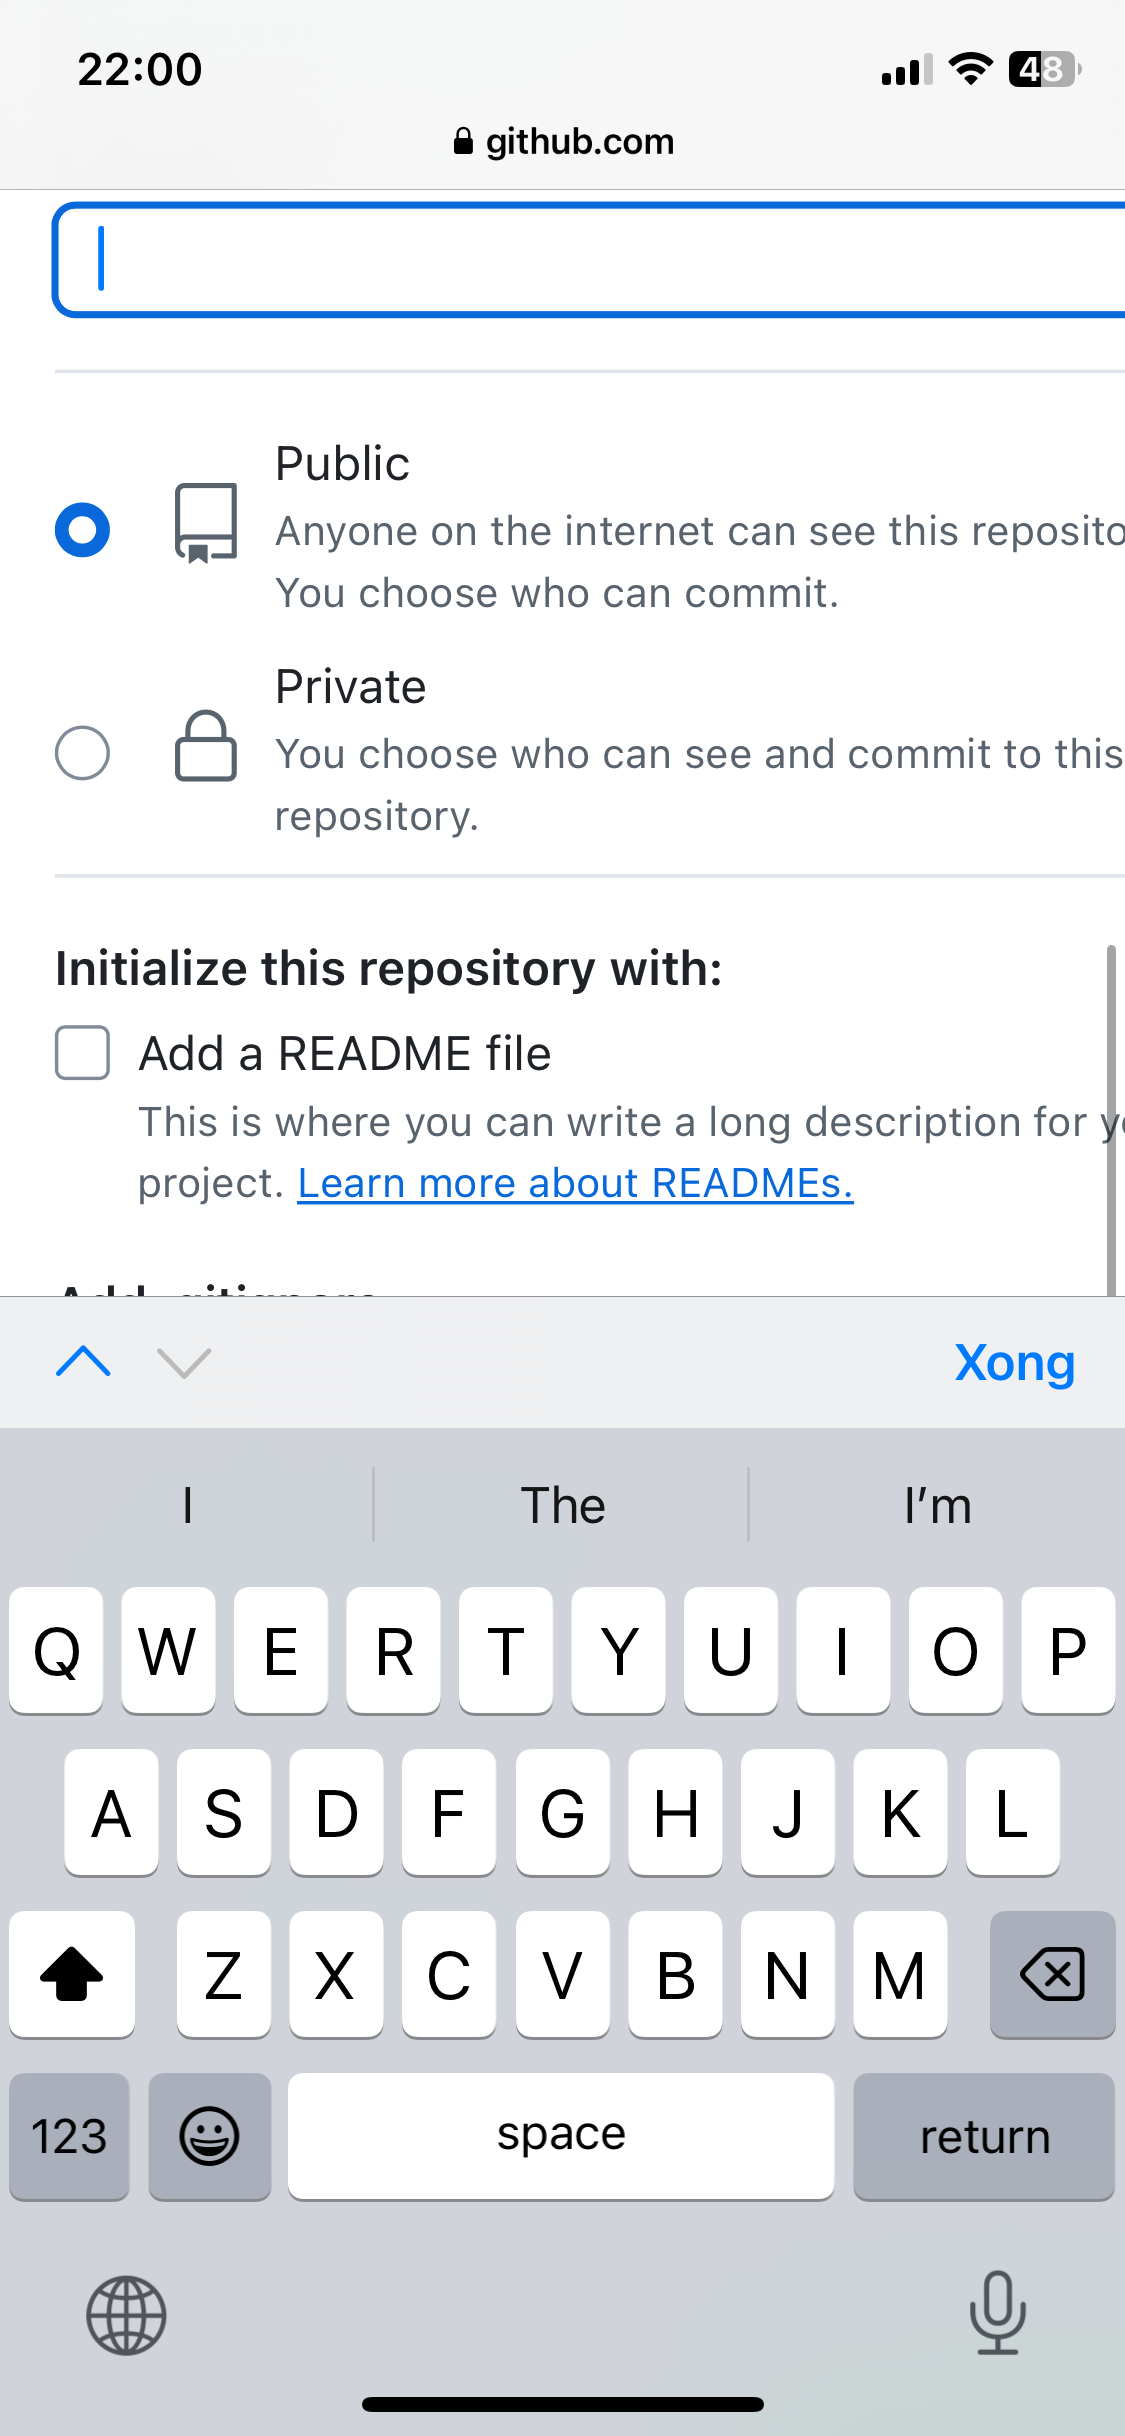 22:00
48
github.com
Public
Anyone on the internet can see this
You choose who can commit.
Private
You choose who can see and commit to this
repository.
Initialize this repository with:
Add a README file
This is where you can write a long description for
project. Learn more about READMEs.
Add .gitignore
Xong
I The I’m
Q W E R T Y U I O P
A S D F G H J K L
Z X C V B N M
123 space return